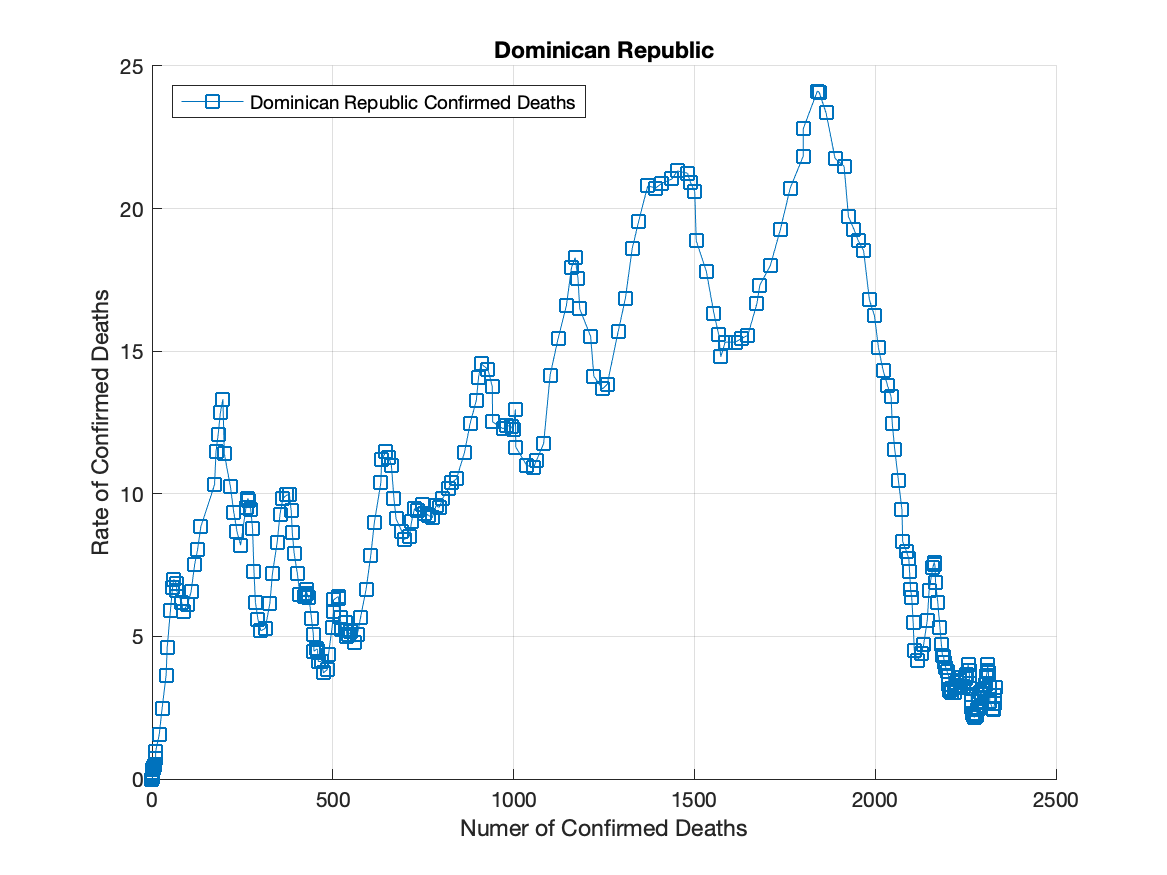 Dominican Republic
Dominican Republic Confirmed Deaths
Rate of Confirmed Deaths
25
20
15
10
5
0
0 500 1000 1500 2000 2500
Numer of Confirmed Deaths